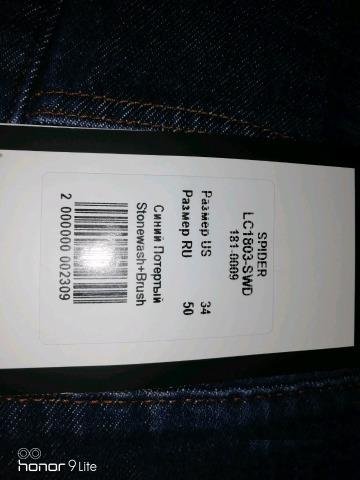 SPIDER
LC1803-SWD
181.0009
Размер US 34
Размер RU 50
Синий Потертый
Stonewash+Brush
2 000000 002309
honor 9 Lite